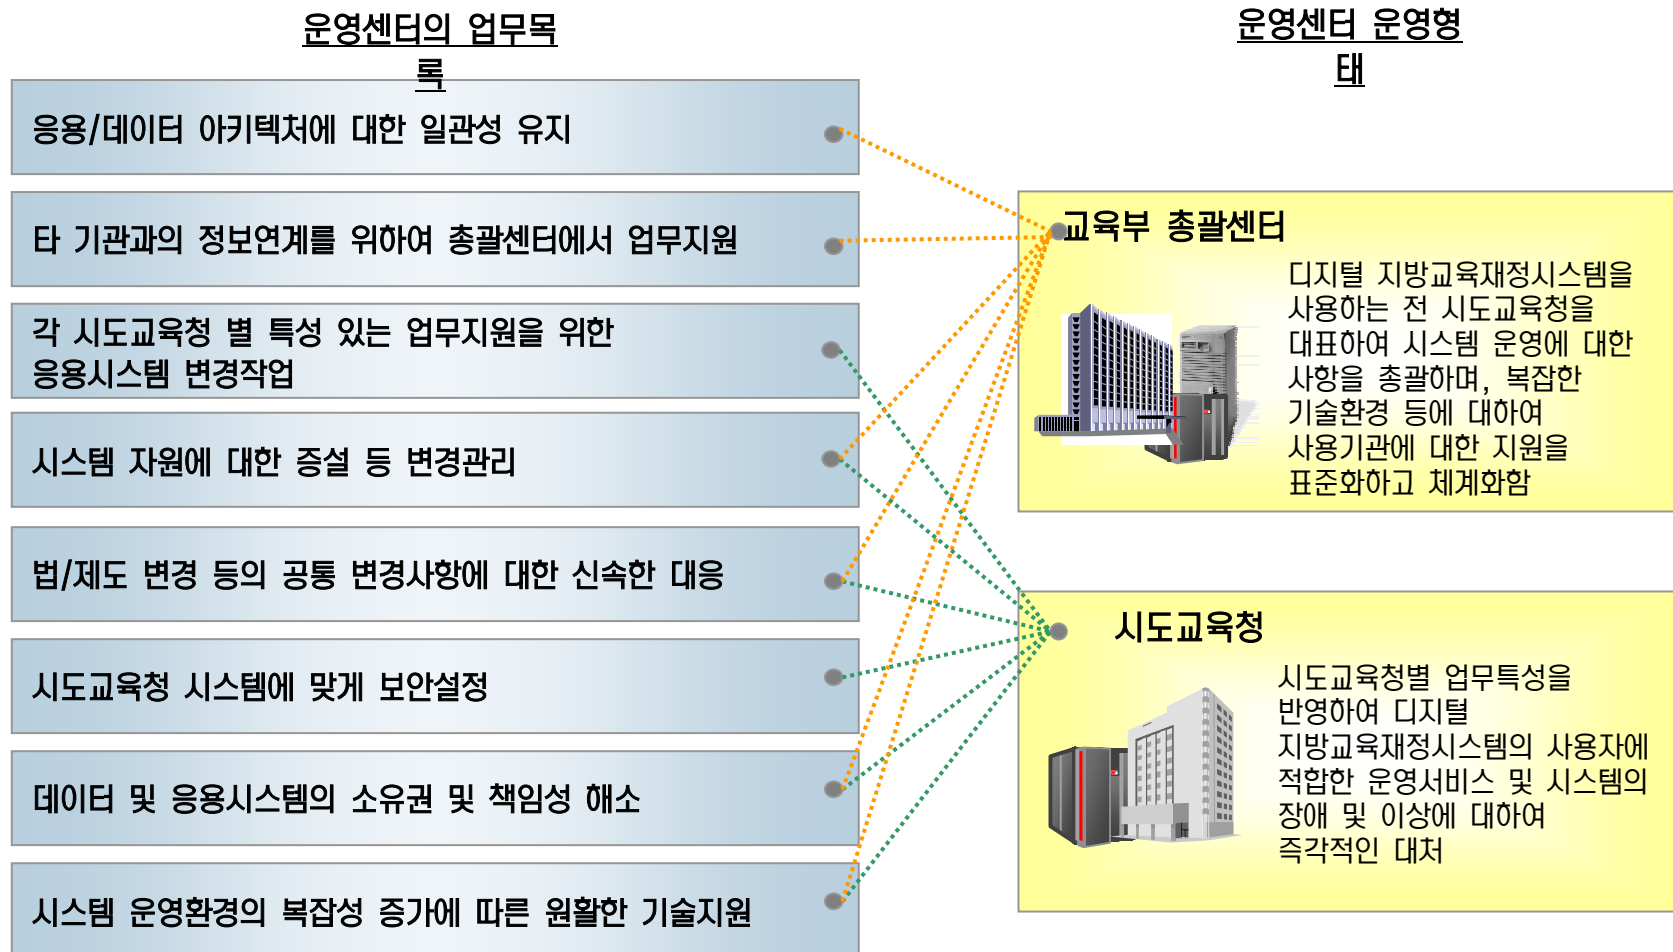 운영센터의 업무목
록
운영센터 운영형
태
응용/데이터 아키텍처에 대한 일관성 유지
타 기관과의 정보연계를 위하여 총괄센터에서 업무지원
각 시도교육청 별 특성 있는 업무지원을 위한
응용시스템 변경작업
시스템 자원에 대한 증설 등 변경관리
법/제도 변경 등의 공통 변경사항에 대한 신속한 대응
시도교육청 시스템에 맞게 보안설정
데이터 및 응용시스템의 소유권 및 책임성 해소
시스템 운영환경의 복잡성 증가에 따른 원활한 기술지원
교육부 총괄센터
디지털 지방교육재정시스템을
사용하는 전 시도교육청을
대표하여 시스템 운영에 대한
사항을 총괄하며, 복잡한
기술환경 등에 대하여
사용기관에 대한 지원을
표준화하고 체계화함
시도교육청
시도교육청별 업무특성을
반영하여 디지털
지방교육재정시스템의 사용자에
적합한 운영서비스 및 시스템의
장애 및 이상에 대하여
즉각적인 대처